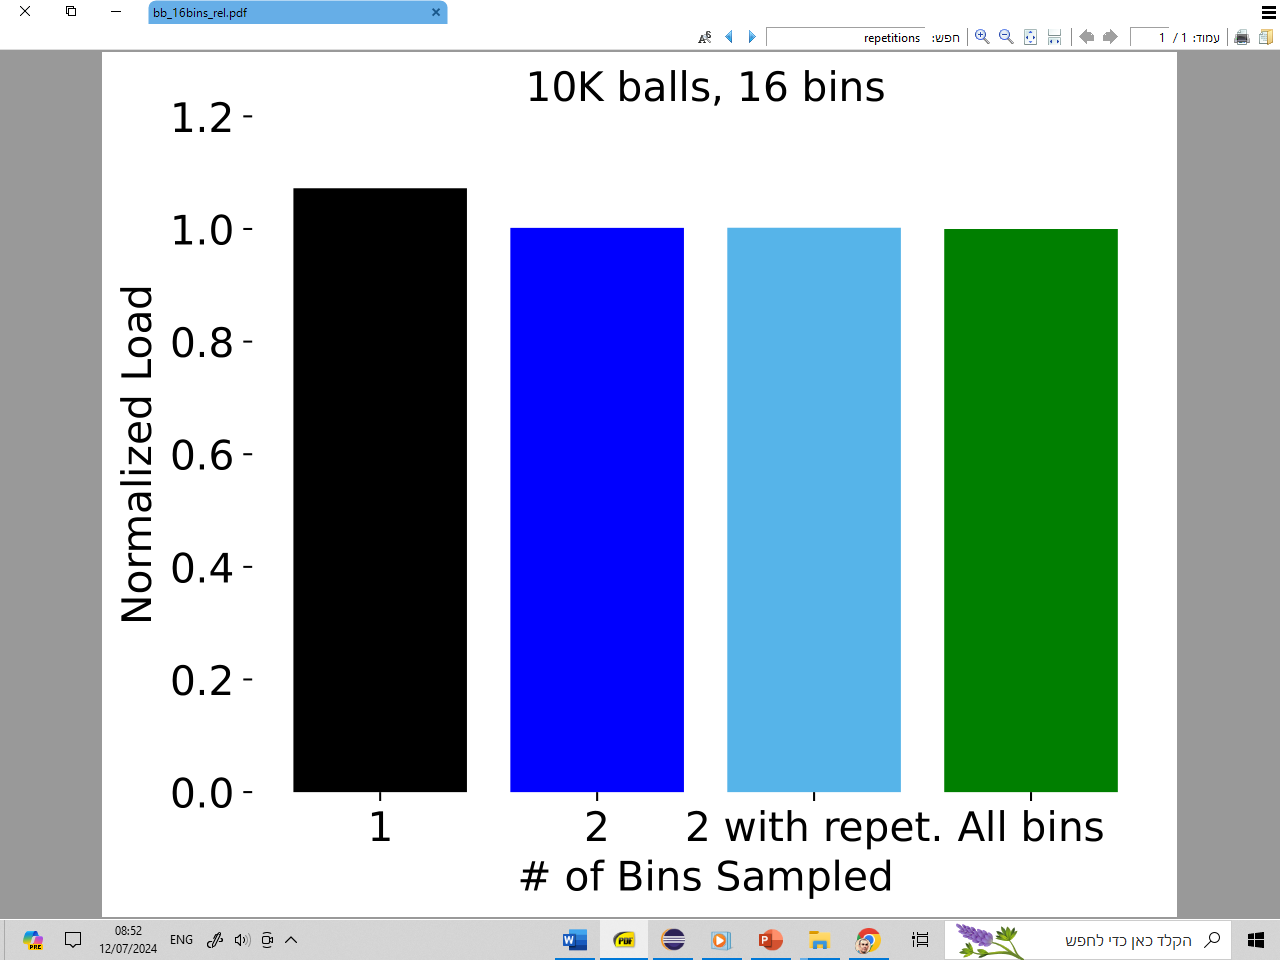 bb_16bins_rel.pdf
חפש: repetitions
עמוד: 1 / 1
10K balls, 16 bins
1.2
1.0
0.8
0.6
0.4
0.2
0.0
Normalized Load
1 2 2 with repet. All bins
# of Bins Sampled
PRE
08:52
12/07/2024
ENG
PDF
הקלד כאן כדי לחפש